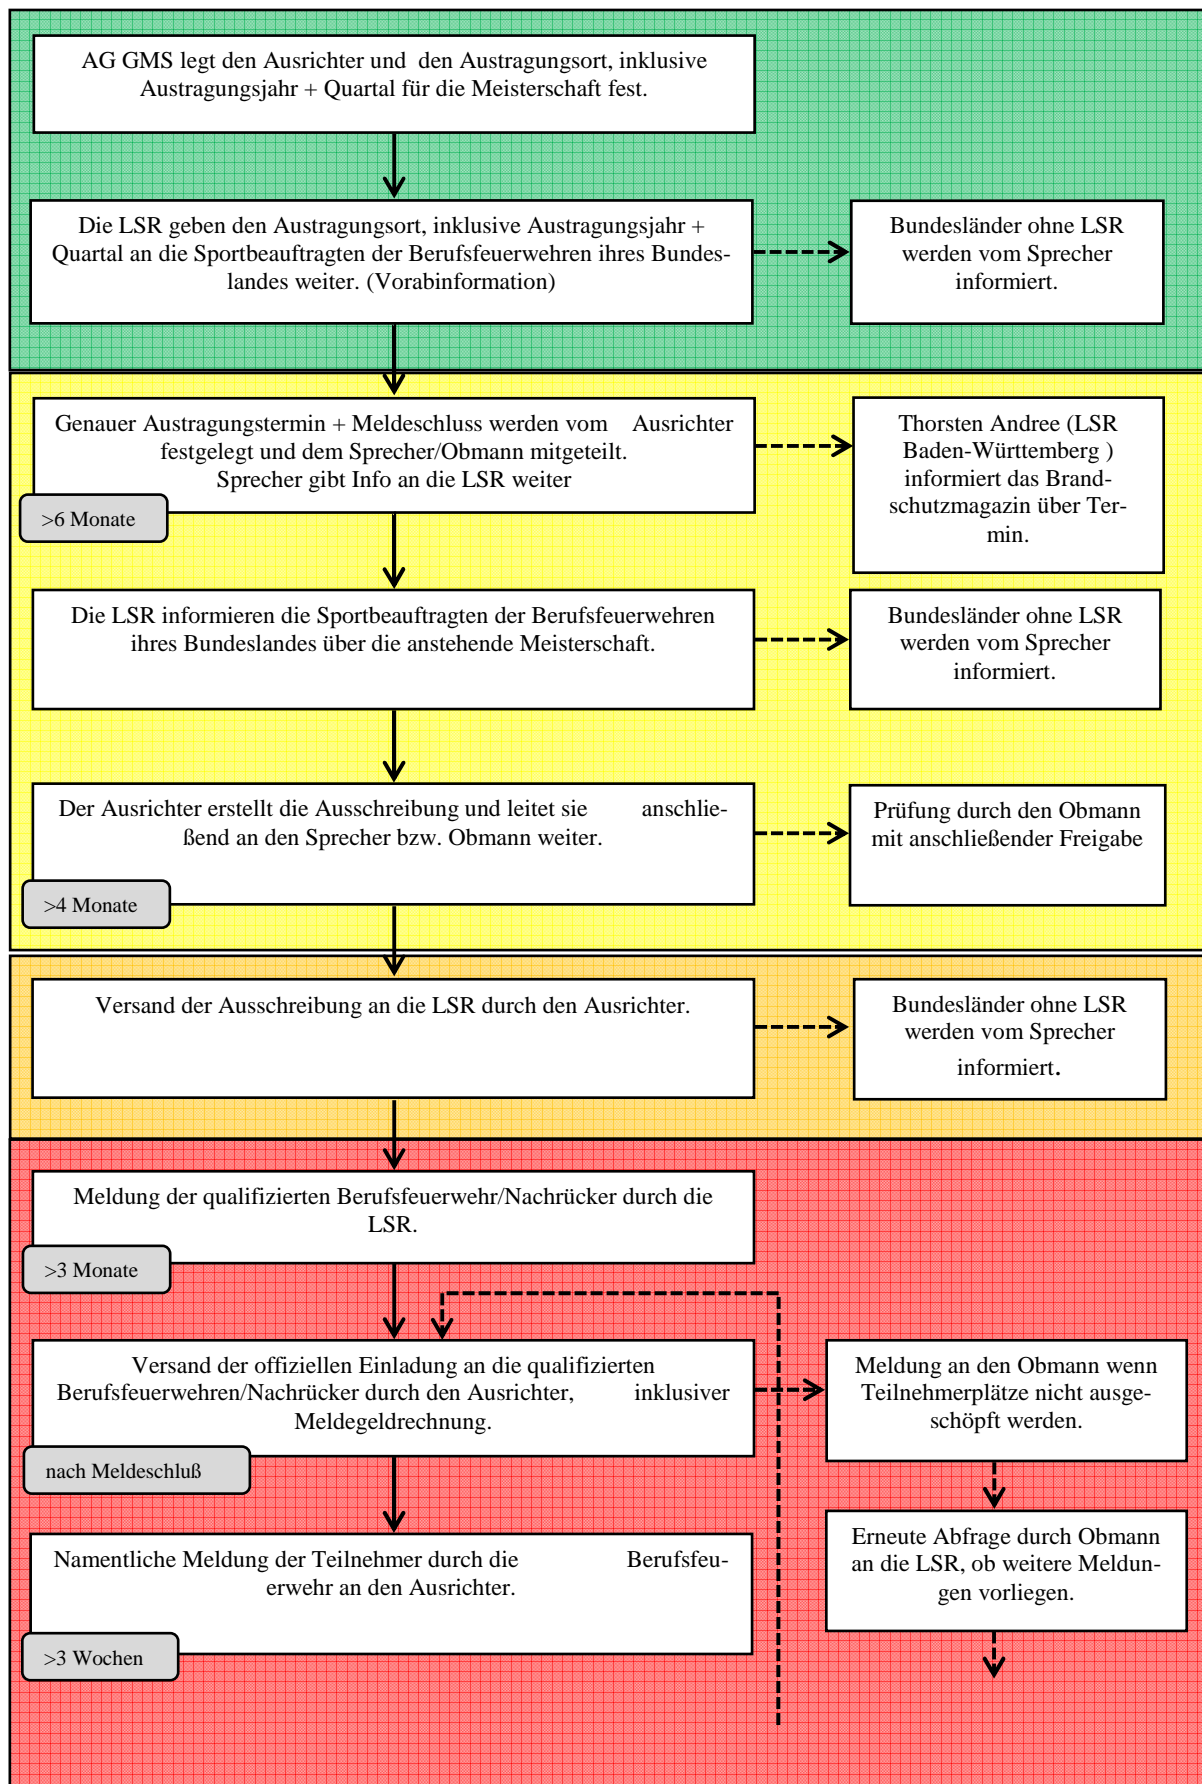 AG GMS legt den Ausrichter und den Austragungsort, inklusive
Austragungsjahr + Quartal für die Meisterschaft fest.
Die LSR geben den Austragungsort, inklusive Austragungsjahr +
Quartal an die Sportbeauftragten der Berufsfeuerwehren ihres Bundes-
landes weiter. (Vorabinformation)
Bundesländer ohne LSR
werden vom Sprecher
informiert.
Genauer Austragungstermin + Meldeschluss werden vom Ausrichter
festgelegt und dem Sprecher/Obmann mitgeteilt.
Sprecher gibt Info an die LSR weiter
>6 Monate
Thorsten Andree (LSR
Baden-Württemberg )
informiert das Brand-
schutzmagazin über Ter-
min.
Die LSR informieren die Sportbeauftragten der Berufsfeuerwehren
ihres Bundeslandes über die anstehende Meisterschaft.
Bundesländer ohne LSR
werden vom Sprecher
informiert.
Der Ausrichter erstellt die Ausschreibung und leitet sie anschlie-
ßend an den Sprecher bzw. Obmann weiter.
>4 Monate
Prüfung durch den Obmann
mit anschließender Freigabe
Versand der Ausschreibung an die LSR durch den Ausrichter.
Bundesländer ohne LSR
werden vom Sprecher
informiert.
Meldung der qualifizierten Berufsfeuerwehr/Nachrücker durch die
LSR.
>3 Monate
Versand der offiziellen Einladung an die qualifizierten
Berufsfeuerwehren/Nachrücker durch den Ausrichter, inklusiver
Meldegeldrechnung.
nach Meldeschluß
Meldung an den Obmann wenn
Teilnehmerplätze nicht ausge-
schöpft werden.
Namentliche Meldung der Teilnehmer durch die Berufsfeu-
erwehr an den Ausrichter.
>3 Wochen
Erneute Abfrage durch Obmann
an die LSR, ob weitere Meldun-
gen vorliegen.